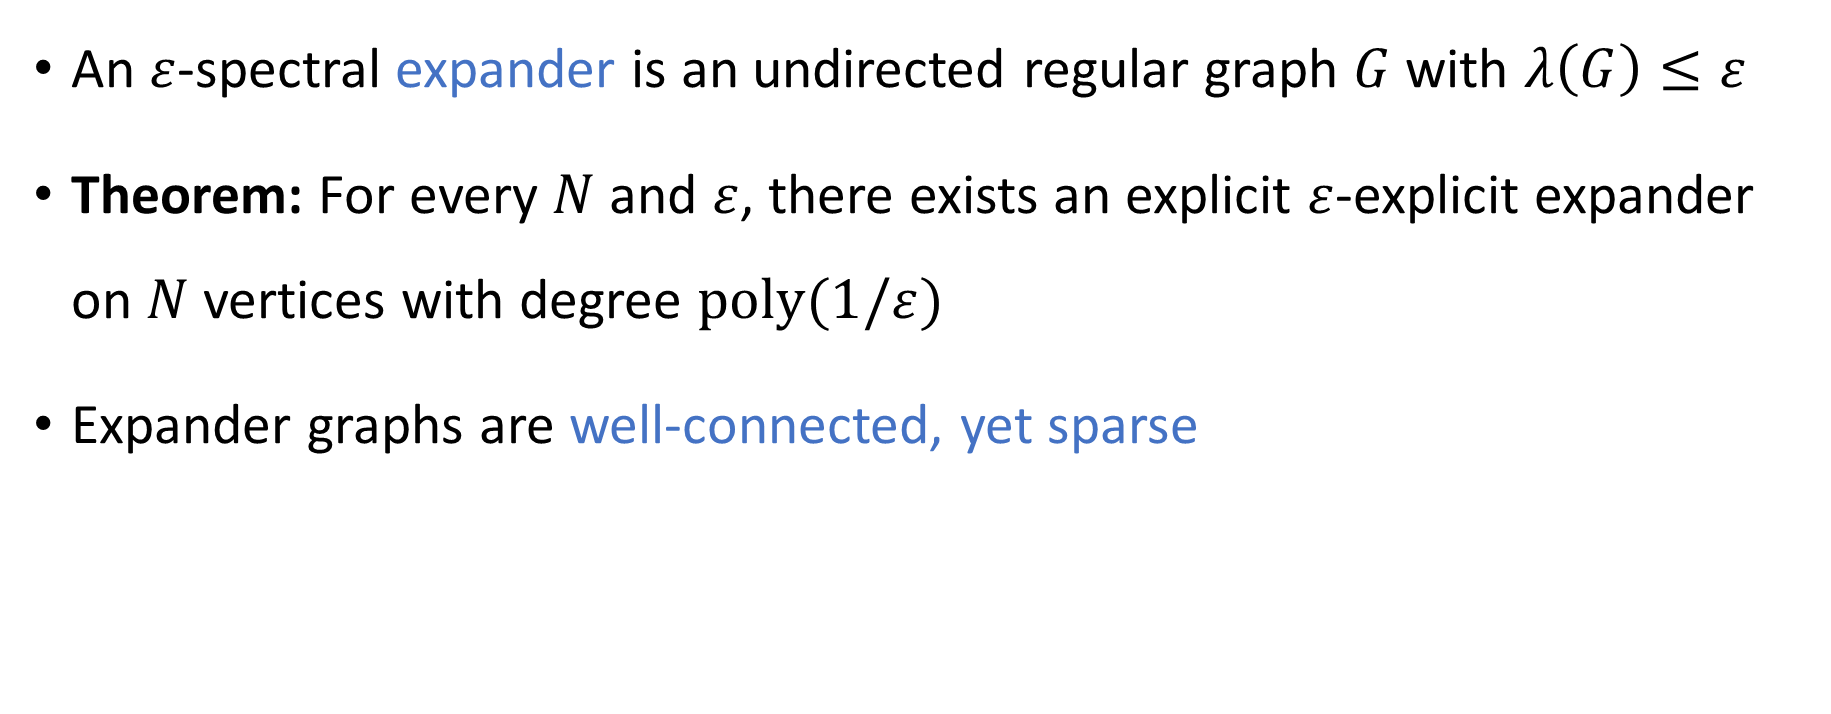 • An 𝜀-spectral expander is an undirected regular graph 𝐺 with 𝜆(𝐺) ≤ 𝜀
• Theorem: For every 𝑁 and 𝜀, there exists an explicit 𝜀-explicit expander
on 𝑁 vertices with degree poly(1/𝜀)
• Expander graphs are well-connected, yet sparse